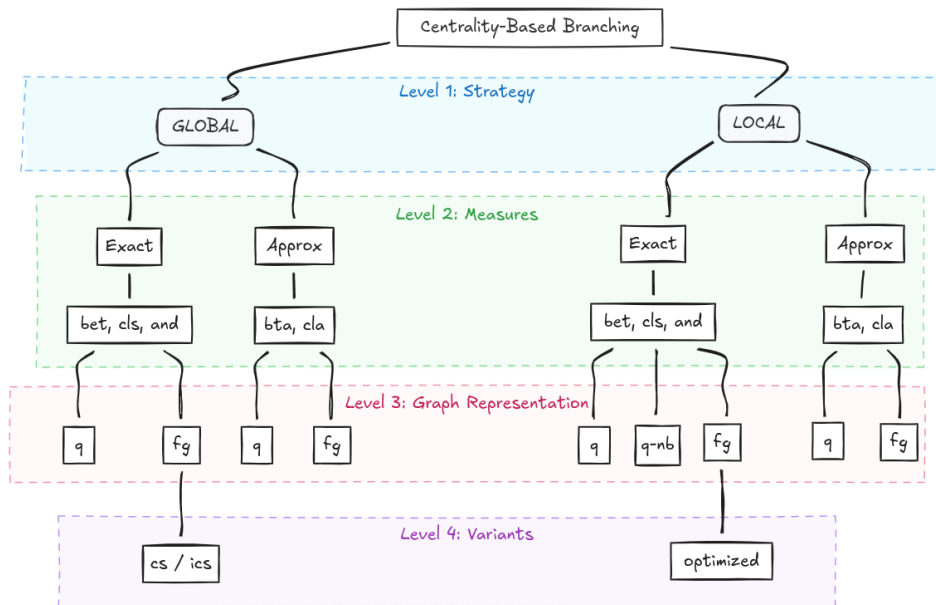 Centrality-Based Branching
Level 1: Strategy
GLOBAL
LOCAL
Level 2: Measures
Exact
Approx
Exact
Approx
bet, cls, and
bta, cla
bet, cls, and
bta, cla
Level 3: Graph Representation
q
fg
q
fg
q
q-nb
fg
q
fg
Level 4: Variants
cs / ics
optimized